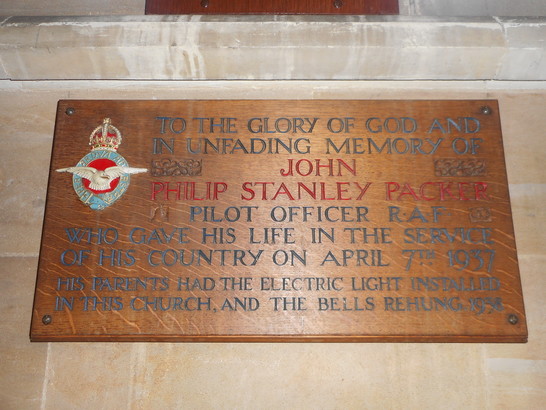 TO THE GLORY OF GOD AND
IN UNFADING MEMORY OF
JOHN
PHILIP STANLEY PACKER
PILOT OFFICER R.A.F.
WHO GAVE HIS LIFE IN THE SERVICE
OF HIS COUNTRY ON APRIL 7TH 1937
HIS PARENTS HAD THE ELECTRIC LIGHT INSTALLED
IN THIS CHURCH, AND THE BELLS REHUNG. 1938